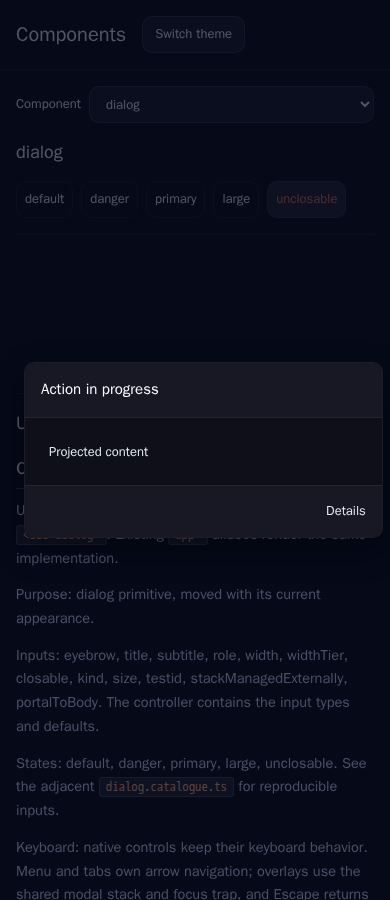 Components
Switch theme
Component
dialog
dialog
default
danger
primary
large
unclosable
Action in progress
Projected content
Details
implementation.
Purpose: dialog primitive, moved with its current
appearance.
Inputs: eyebrow, title, subtitle, role, width, widthTier,
closable, kind, size, testid, stackManagedExternally,
portalToBody. The controller contains the input types
and defaults.
States: default, danger, primary, large, unclosable. See
the adjacent dialog.catalogue.ts for reproducible
inputs.
Keyboard: native controls keep their keyboard behavior.
Menu and tabs own arrow navigation; overlays use the
shared modal stack and focus trap, and Escape returns